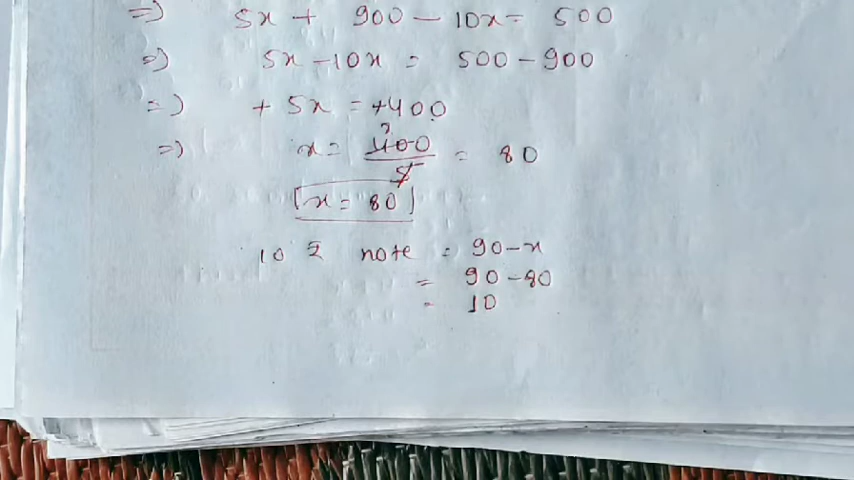 => 5x + 900 - 10x = 500
=> 5x - 10x = 500 - 900
=> + 5x = + 400
=> x = 400/5 = 80
x = 80
10 ₹ note = 90 - x
= 90 - 80
= 10